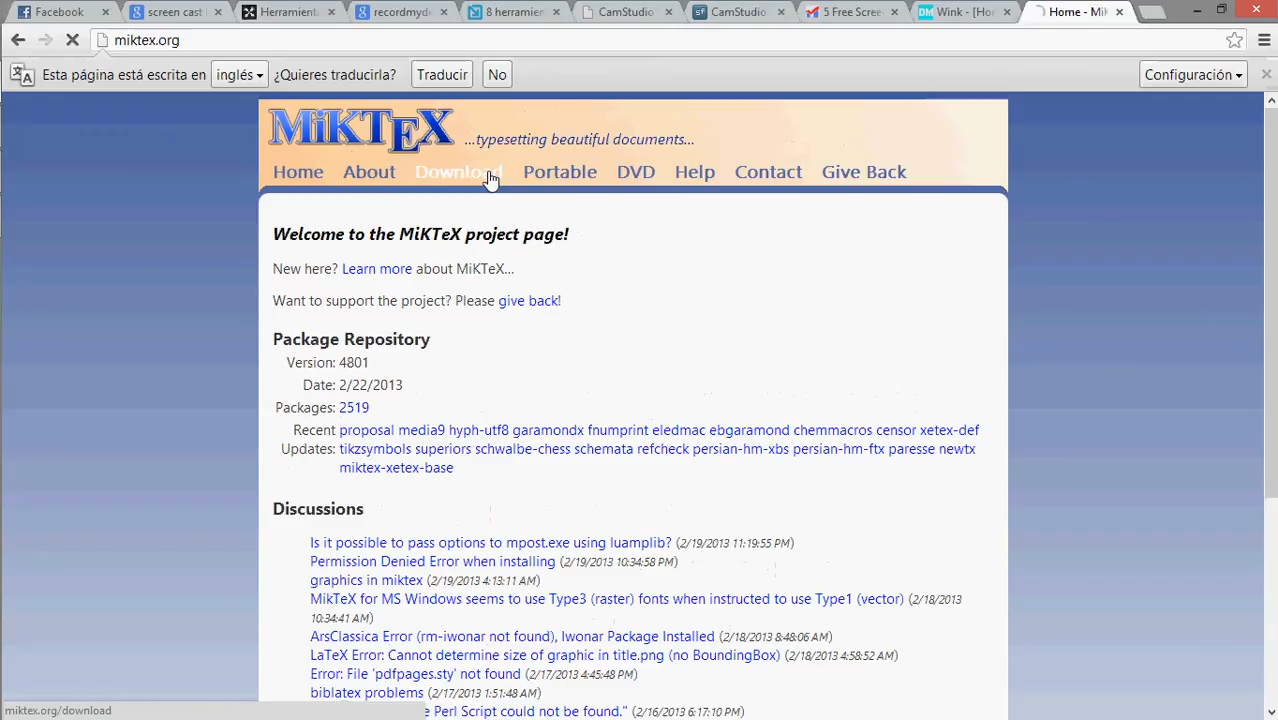 Facebook screen cast Herramienta recordmyde 8 herramien CamStudio CamStudio 5 Free Scree Wink - [Ho Home - Mik
miktex.org
Esta página está escrita en inglés ¿Quieres traducirla? Traducir No Configuración
MiKTEX ...typesetting beautiful documents...
Home About Download Portable DVD Help Contact Give Back
Welcome to the MiKTeX project page!
New here? Learn more about MiKTeX...
Want to support the project? Please give back!
Package Repository
Version: 4801
Date: 2/22/2013
Packages: 2519
Recent proposal media9 hyph-utf8 garamondx fnumprint eledmac ebgaramond chemmacros censor xetex-def
Updates: tikzsymbols superiors schwalbe-chess schemata refcheck persian-hm-xbs persian-hm-ftx paresse newtx
miktex-xetex-base
Discussions
Is it possible to pass options to mpost.exe using luamplib? (2/19/2013 11:19:55 PM)
Permission Denied Error when installing (2/19/2013 10:34:58 PM)
graphics in miktex (2/19/2013 4:13:11 AM)
MikTeX for MS Windows seems to use Type3 (raster) fonts when instructed to use Type1 (vector) (2/18/2013
10:34:41 AM)
ArsClassica Error (rm-iwonar not found), Iwonar Package Installed (2/18/2013 8:48:06 AM)
LaTeX Error: Cannot determine size of graphic in title.png (no BoundingBox) (2/18/2013 4:58:52 AM)
Error: File 'pdfpages.sty' not found (2/17/2013 4:45:48 PM)
biblatex problems (2/17/2013 1:51:48 AM)
e Perl Script could not be found." (2/16/2013 6:17:10 PM)
miktex.org/download